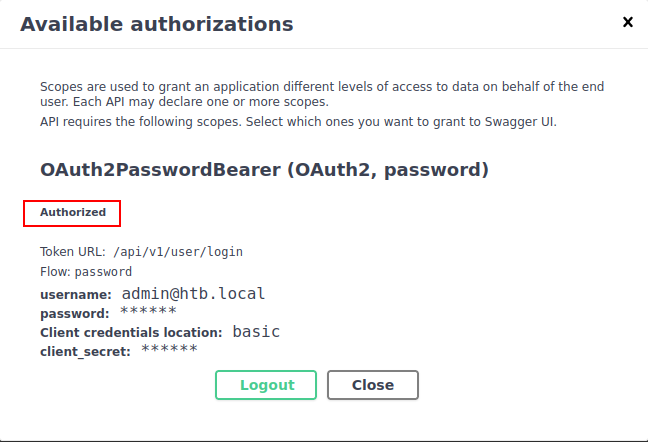 Available authorizations
Scopes are used to grant an application different levels of access to data on behalf of the end
user. Each API may declare one or more scopes.
API requires the following scopes. Select which ones you want to grant to Swagger UI.
OAuth2PasswordBearer (OAuth2, password)
Authorized
Token URL: /api/v1/user/login
Flow: password
username: admin@htb.local
password: ******
Client credentials location: basic
client_secret: ******
Logout
Close